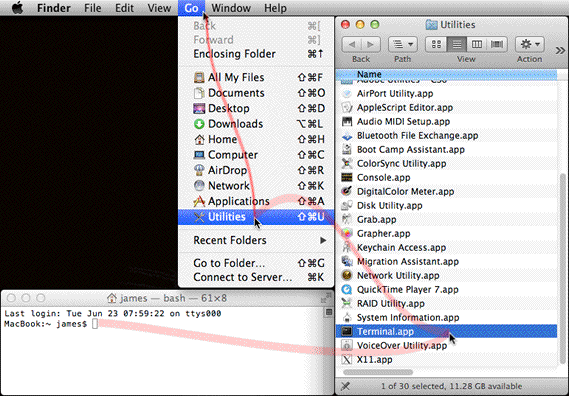 Finder File Edit View Go Window Help
Back ⌘[
Forward ⌘]
Enclosing Folder ⌘↑
All My Files ⇧⌘F
Documents ⇧⌘O
Desktop ⇧⌘D
Downloads ⌥⌘L
Home ⇧⌘H
Computer ⇧⌘C
AirDrop ⇧⌘R
Network ⇧⌘K
Applications ⇧⌘A
Utilities ⇧⌘U
Recent Folders
Go to Folder... ⇧⌘G
Connect to Server... ⌘K
Utilities
Back Path View Action
Name
AirPort Utility.app
AppleScript Editor.app
Audio MIDI Setup.app
Bluetooth File Exchange.app
Boot Camp Assistant.app
ColorSync Utility.app
Console.app
DigitalColor Meter.app
Disk Utility.app
Grab.app
Grapher.app
Keychain Access.app
Migration Assistant.app
Network Utility.app
QuickTime Player 7.app
RAID Utility.app
System Information.app
Terminal.app
VoiceOver Utility.app
X11.app
1 of 30 selected, 11.28 GB available
james — bash — 61×8
Last login: Tue Jun 23 07:59:22 on ttys000
MacBook:~ james$